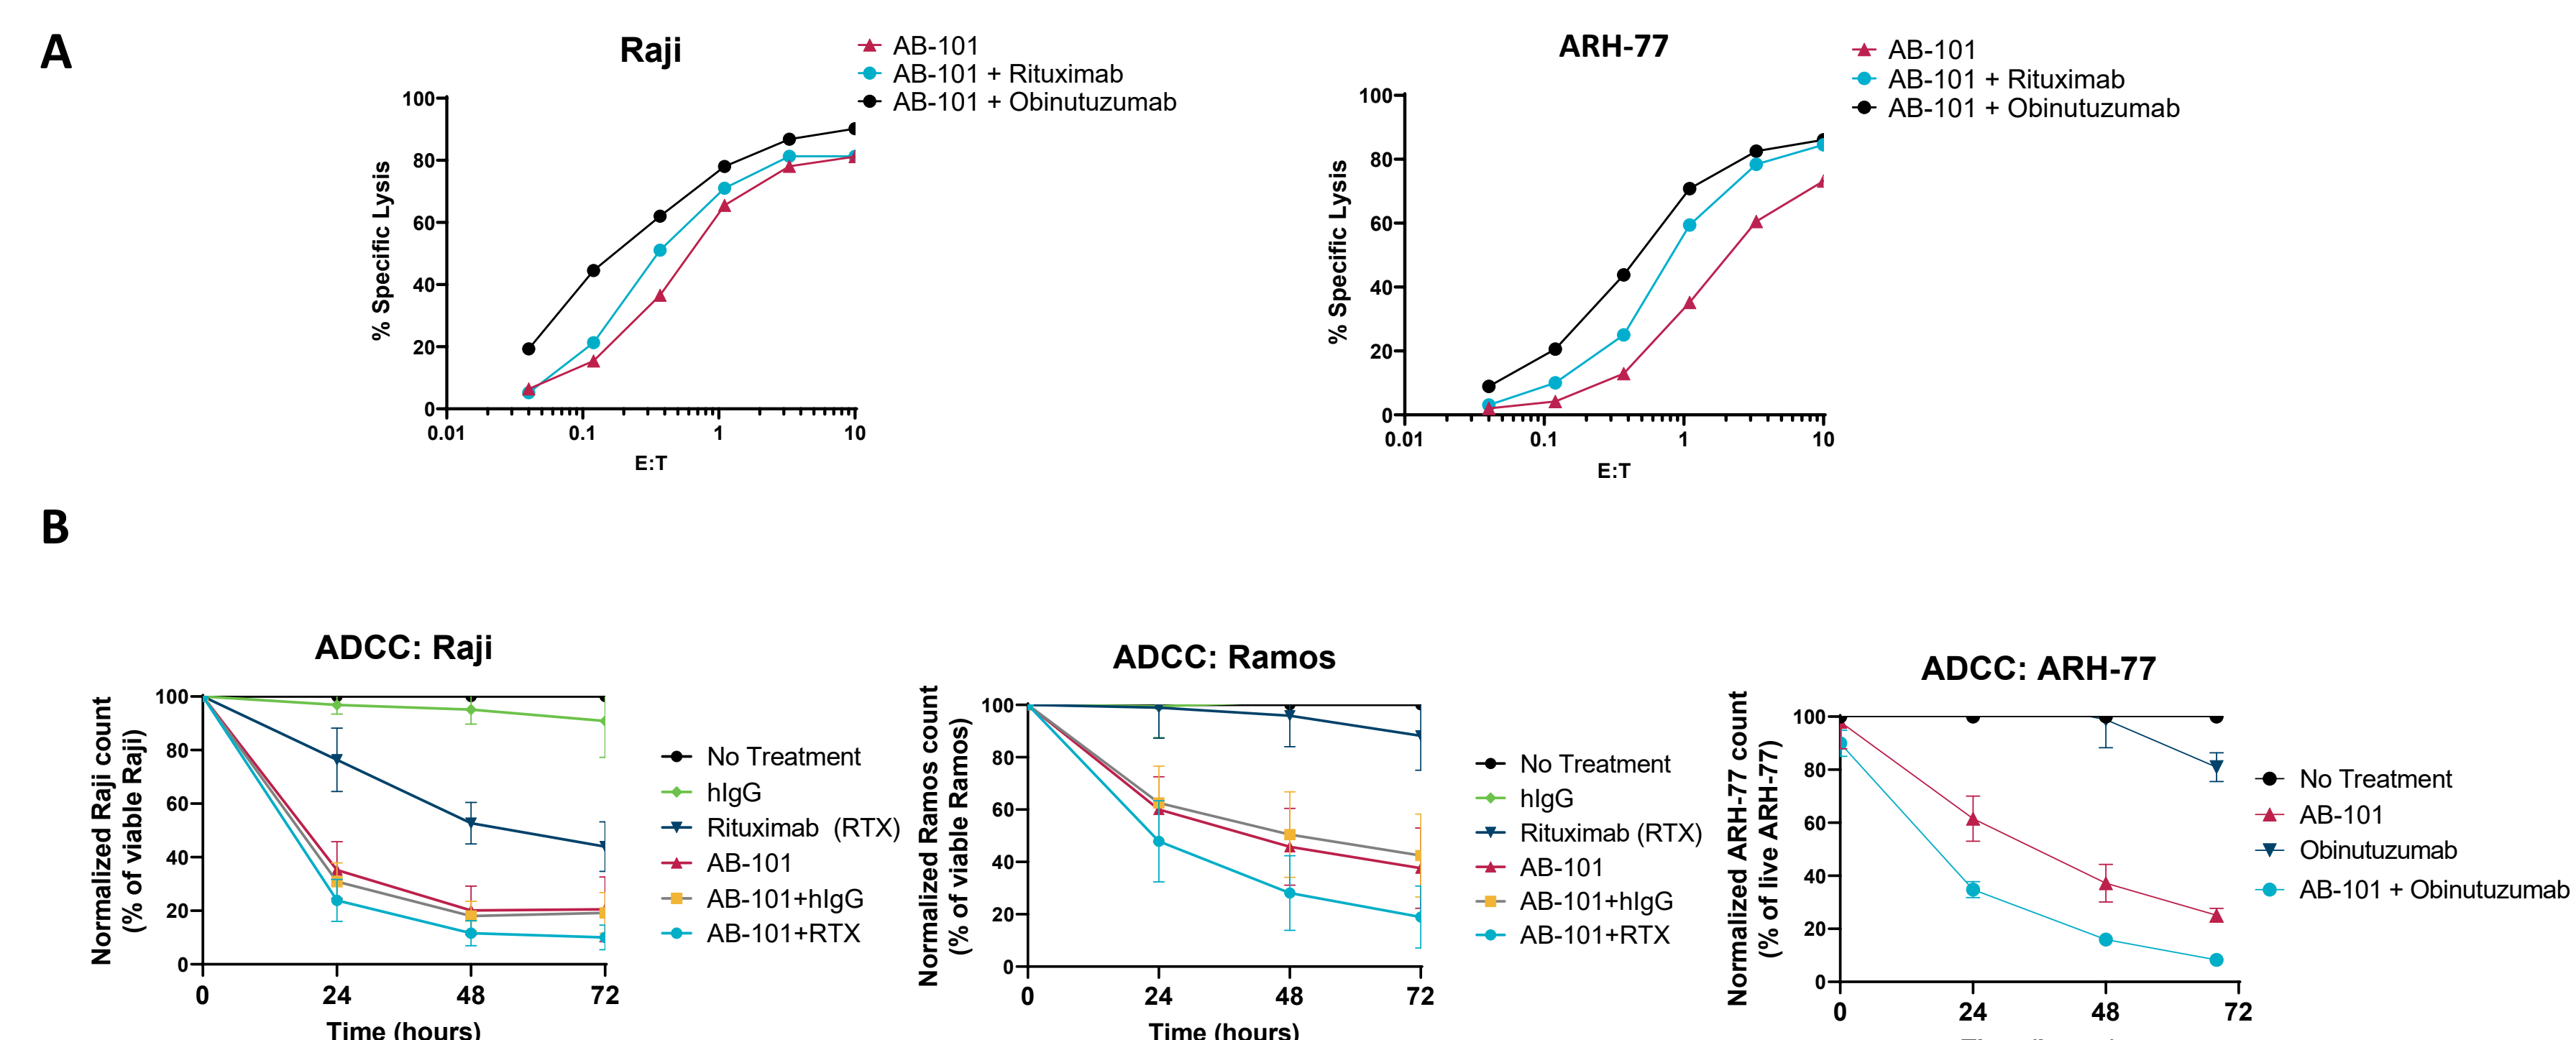 A
Raji
AB-101
AB-101 + Rituximab
AB-101 + Obinutuzumab
% Specific Lysis
100
80
60
40
20
0
0.01
0.1
1
10
E:T
ARH-77
AB-101
AB-101 + Rituximab
AB-101 + Obinutuzumab
% Specific Lysis
100
80
60
40
20
0
0.01
0.1
1
10
E:T
B
ADCC: Raji
Normalized Raji count
(% of viable Raji)
100
80
60
40
20
0
0
24
48
72
Time (hours)
No Treatment
hIgG
Rituximab (RTX)
AB-101
AB-101+hIgG
AB-101+RTX
ADCC: Ramos
Normalized Ramos count
(% of viable Ramos)
100
80
60
40
20
0
0
24
48
72
Time (hours)
No Treatment
hIgG
Rituximab (RTX)
AB-101
AB-101+hIgG
AB-101+RTX
ADCC: ARH-77
Normalized ARH-77 count
(% of live ARH-77)
100
80
60
40
20
0
0
24
48
72
No Treatment
AB-101
Obinutuzumab
AB-101 + Obinutuzumab